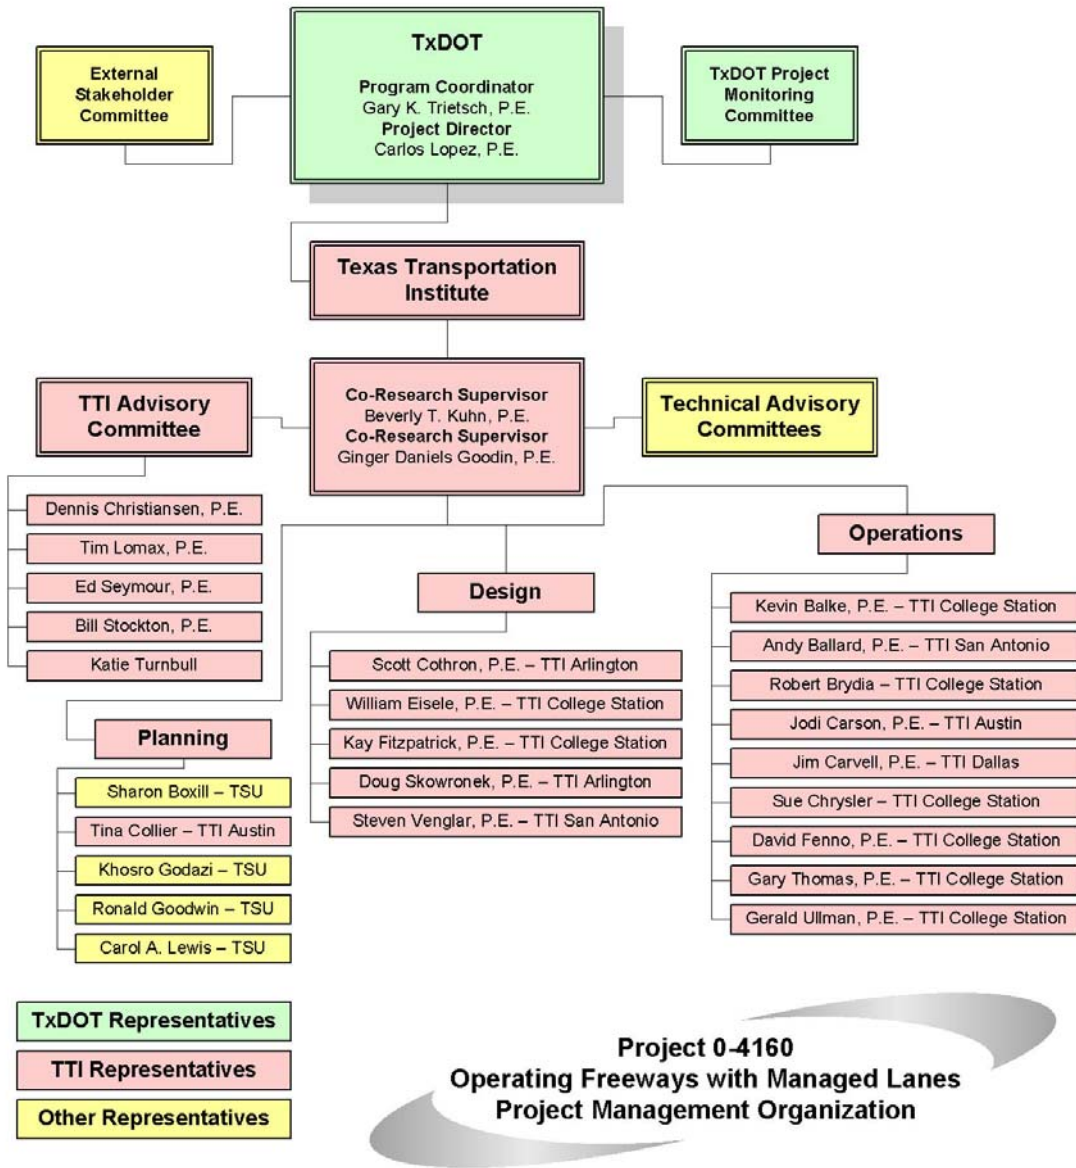 External
Stakeholder
Committee
TxDOT
Program Coordinator
Gary K. Trietsch, P.E.
Project Director
Carlos Lopez, P.E.
TxDOT Project
Monitoring
Committee
Texas Transportation
Institute
TTI Advisory
Committee
Co-Research Supervisor
Beverly T. Kuhn, P.E.
Co-Research Supervisor
Ginger Daniels Goodin, P.E.
Technical Advisory
Committees
Dennis Christiansen, P.E.
Tim Lomax, P.E.
Ed Seymour, P.E.
Bill Stockton, P.E.
Katie Turnbull
Planning
Sharon Boxill – TSU
Tina Collier – TTI Austin
Khosro Godazi – TSU
Ronald Goodwin – TSU
Carol A. Lewis – TSU
Design
Scott Cothron, P.E. – TTI Arlington
William Eisele, P.E. – TTI College Station
Kay Fitzpatrick, P.E. – TTI College Station
Doug Skowronek, P.E. – TTI Arlington
Steven Venglar, P.E. – TTI San Antonio
Operations
Kevin Balke, P.E. – TTI College Station
Andy Ballard, P.E. – TTI San Antonio
Robert Brydia – TTI College Station
Jodi Carson, P.E. – TTI Austin
Jim Carvell, P.E. – TTI Dallas
Sue Chrysler – TTI College Station
David Fenno, P.E. – TTI College Station
Gary Thomas, P.E. – TTI College Station
Gerald Ullman, P.E. – TTI College Station
TxDOT Representatives
TTI Representatives
Other Representatives
Project 0-4160
Operating Freeways with Managed Lanes
Project Management Organization